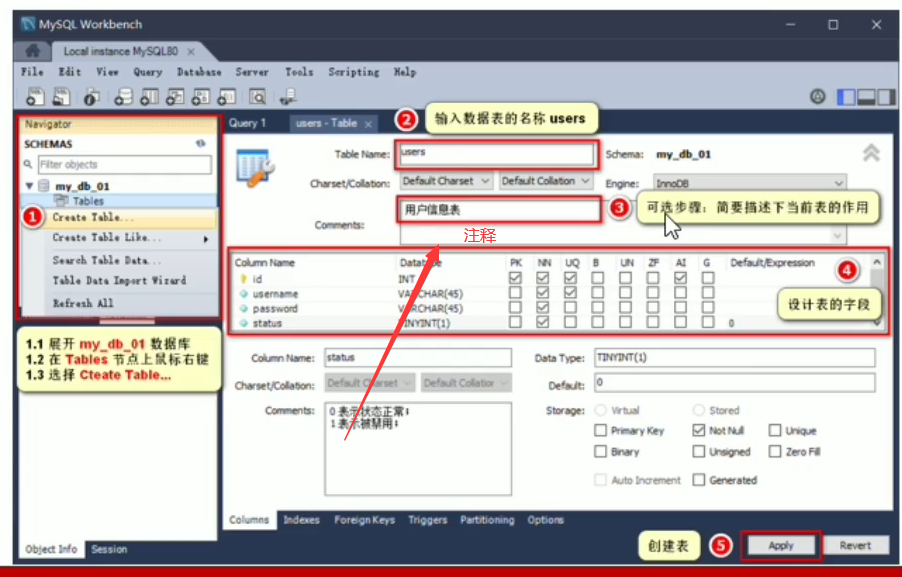 MySQL Workbench
Local instance MySQL80
File Edit View Query Database Server Tools Scripting Help
Navigator
SCHEMAS
Filter objects
my_db_01
Tables
1
Create Table...
Create Table Like...
Search Table Data...
Table Data Import Wizard
Refresh All
1.1 展开 my_db_01 数据库
1.2 在 Tables 节点上鼠标右键
1.3 选择 Cteate Table...
Object Info Session
Query 1 users - Table
2 输入数据表的名称 users
Table Name: users Schema: my_db_01
Charset/Collation: Default Charset Default Collation Engine: InnoDB
用户信息表
3 可选步骤：简要描述下当前表的作用
Comments:
注释
Column Name Datatype PK NN UQ B UN ZF AI G Default/Expression
id INT
username VARCHAR(45)
password VARCHAR(45)
status TINYINT(1) 0
4
设计表的字段
Column Name: status Data Type: TINYINT(1)
Charset/Collation: Default Charset Default Collation Default: 0
Comments: 0 表示状态正常；
1 表示被禁用；
Storage: Virtual Stored
Primary Key Not Null Unique
Binary Unsigned Zero Fill
Auto Increment Generated
Columns Indexes Foreign Keys Triggers Partitioning Options
创建表 5 Apply Revert